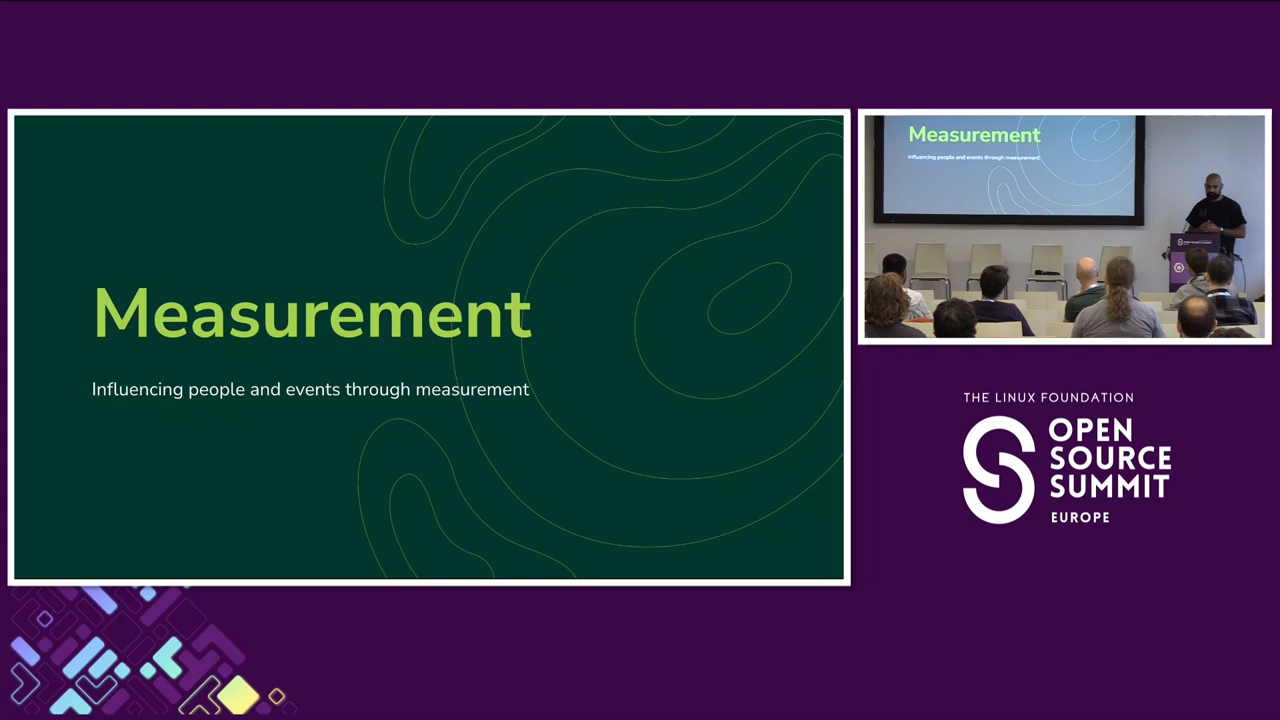 Measurement
Influencing people and events through measurement
Measurement
Influencing people and events through measurement
THE LINUX FOUNDATION
OPEN
SOURCE
SUMMIT
EUROPE